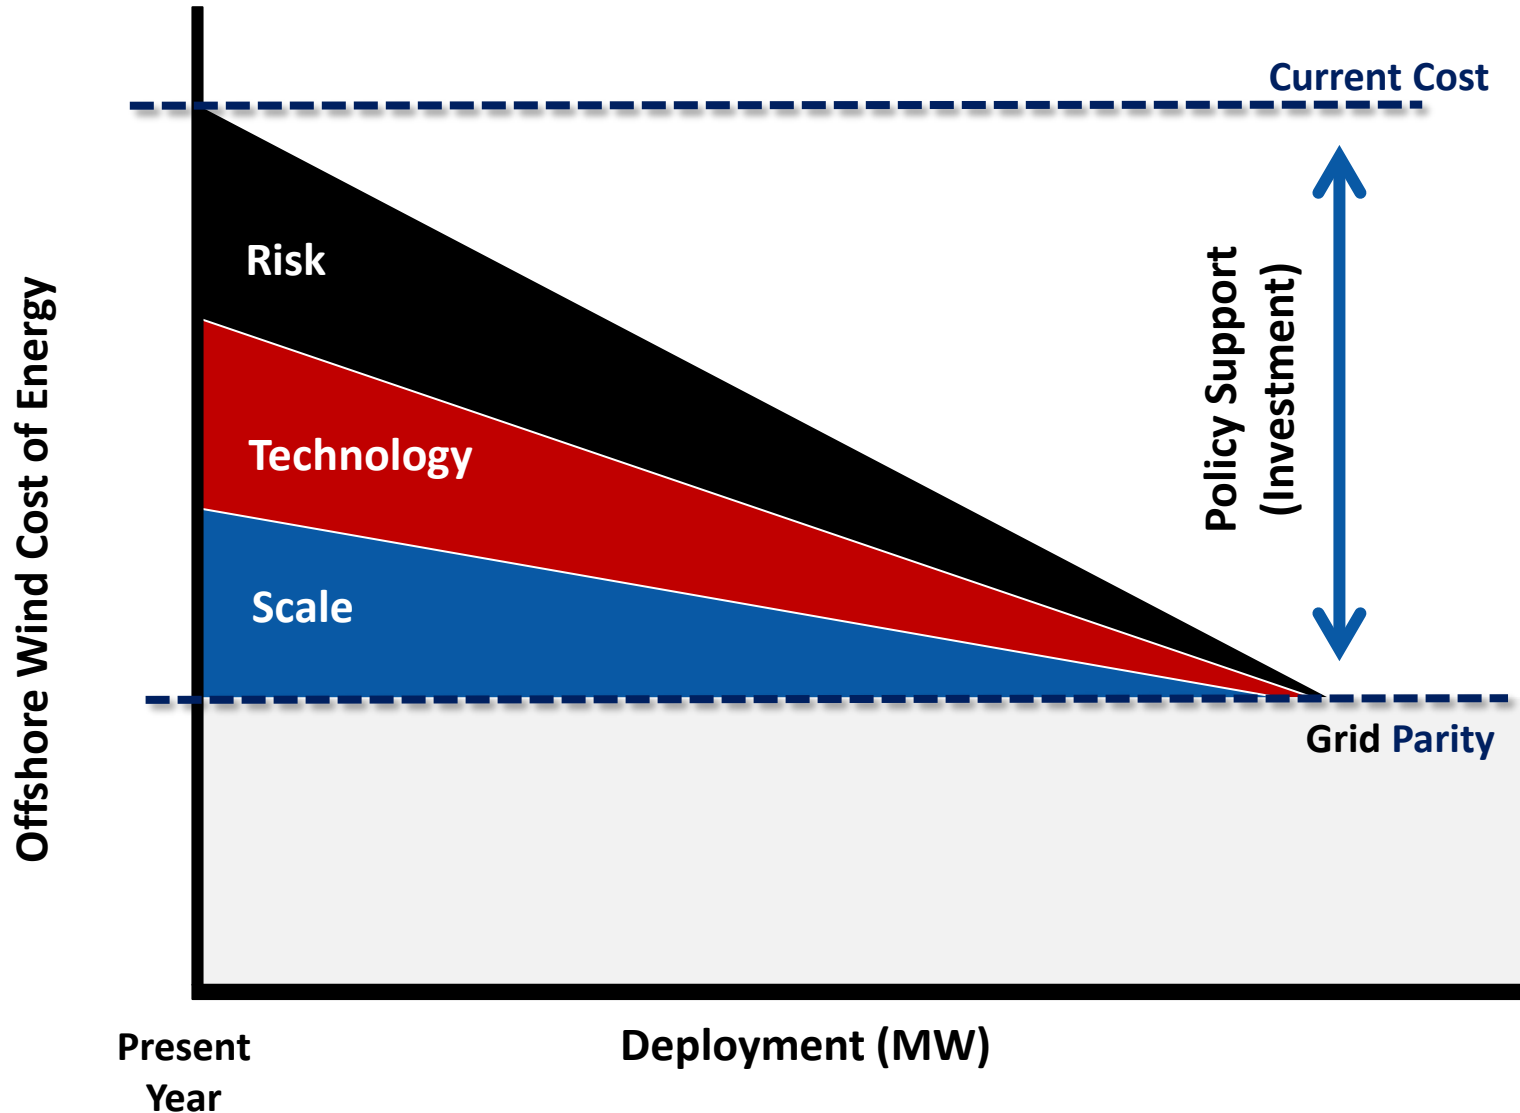 Current Cost
Risk
Technology
Scale
Policy Support
(Investment)
Grid Parity
Offshore Wind Cost of Energy
Present
Year
Deployment (MW)